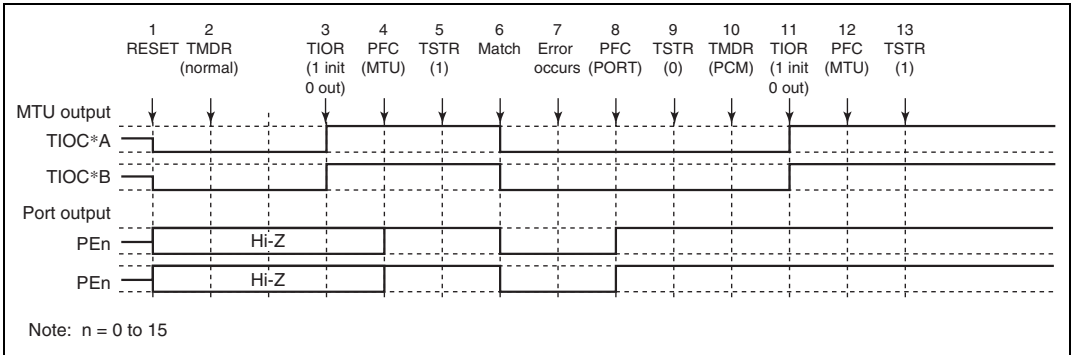 1 2 3 4 5 6 7 8 9 10 11 12 13
RESET TMDR TIOR PFC TSTR Match Error PFC TSTR TMDR TIOR PFC TSTR
(normal) (1 init (MTU) (1) occurs (PORT) (0) (PCM) (1 init (MTU) (1)
0 out) 0 out)
MTU output
TIOC*A
TIOC*B
Port output
PEn Hi-Z
PEn Hi-Z
Note: n = 0 to 15